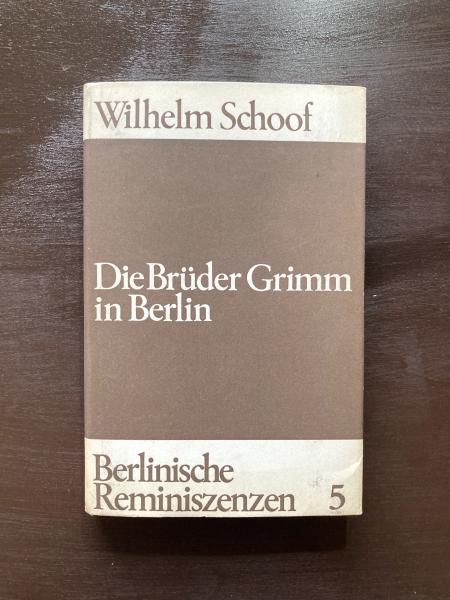 Wilhelm Schoof
Die Brüder Grimm
in Berlin
Berlinische
Reminiszenzen 5